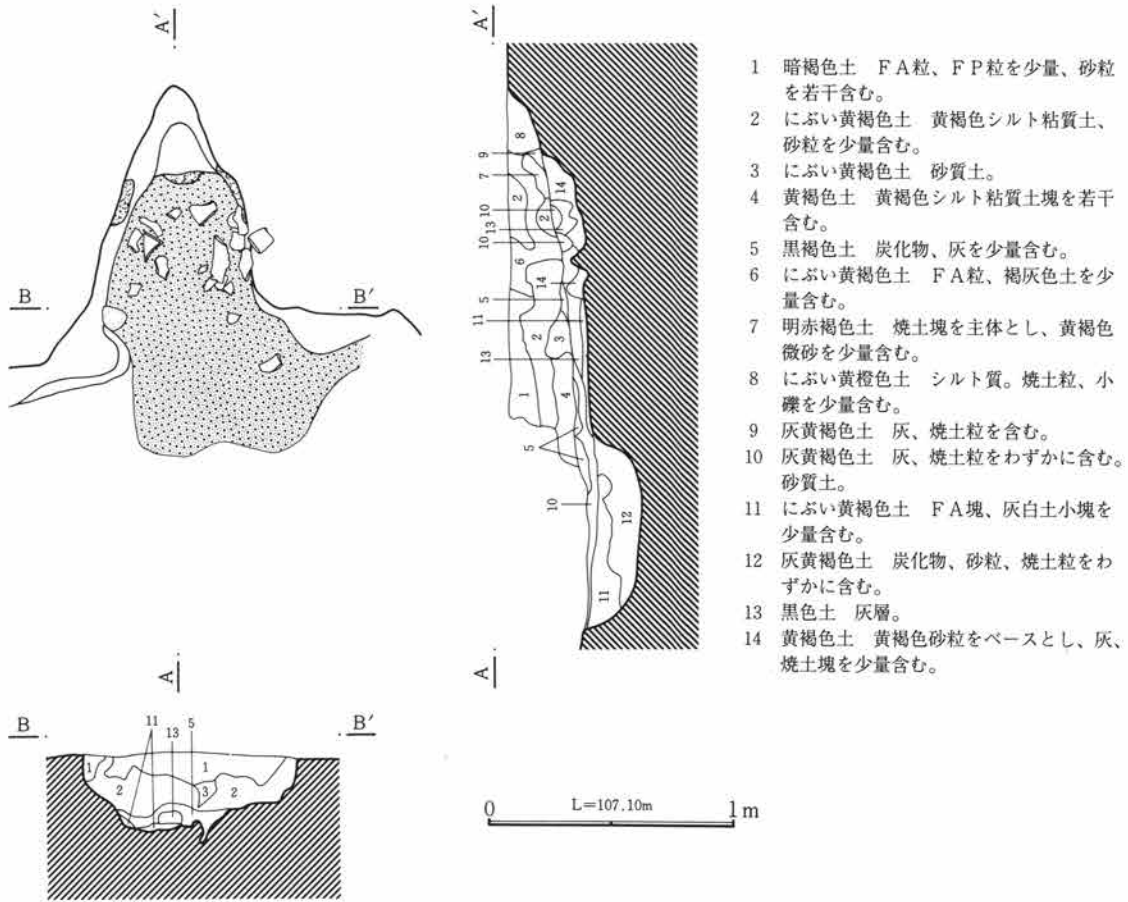 A′
A′
B
B′
8
9
7
2
14
10
2
13
10
6
14
5
11
2
3
13
1
4
5
10
12
11
A
A
B
B′
11
13
5
1
1
2
3
2
0
L=107.10m
1m
1 暗褐色土 FA粒、FP粒を少量、砂粒
を若干含む。
2 にぶい黄褐色土 黄褐色シルト粘質土、
砂粒を少量含む。
3 にぶい黄褐色土 砂質土。
4 黄褐色土 黄褐色シルト粘質土塊を若干
含む。
5 黒褐色土 炭化物、灰を少量含む。
6 にぶい黄褐色土 FA粒、褐灰色土を少
量含む。
7 明赤褐色土 焼土塊を主体とし、黄褐色
微砂を少量含む。
8 にぶい黄橙色土 シルト質。焼土粒、小
礫を少量含む。
9 灰黄褐色土 灰、焼土粒を含む。
10 灰黄褐色土 灰、焼土粒をわずかに含む。
砂質土。
11 にぶい黄褐色土 FA塊、灰白土小塊を
少量含む。
12 灰黄褐色土 炭化物、砂粒、焼土粒をわ
ずかに含む。
13 黒色土 灰層。
14 黄褐色土 黄褐色砂粒をベースとし、灰、
焼土塊を少量含む。